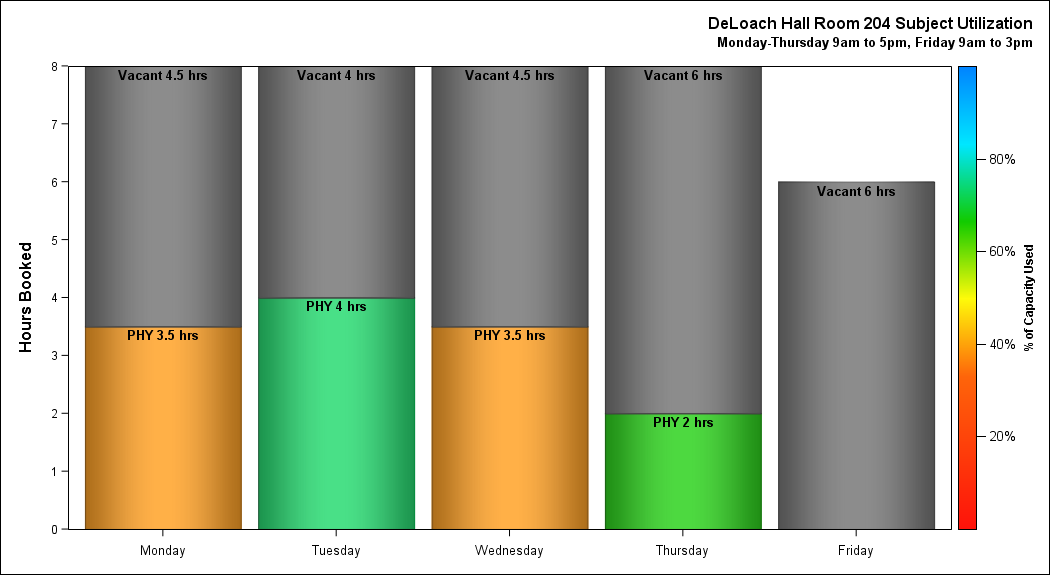 DeLoach Hall Room 204 Subject Utilization
Monday-Thursday 9am to 5pm, Friday 9am to 3pm
Hours Booked
8
7
6
5
4
3
2
1
0
Vacant 4.5 hrs
Vacant 4 hrs
Vacant 4.5 hrs
Vacant 6 hrs
Vacant 6 hrs
PHY 3.5 hrs
PHY 4 hrs
PHY 3.5 hrs
PHY 2 hrs
Monday
Tuesday
Wednesday
Thursday
Friday
80%
60%
40%
20%
% of Capacity Used